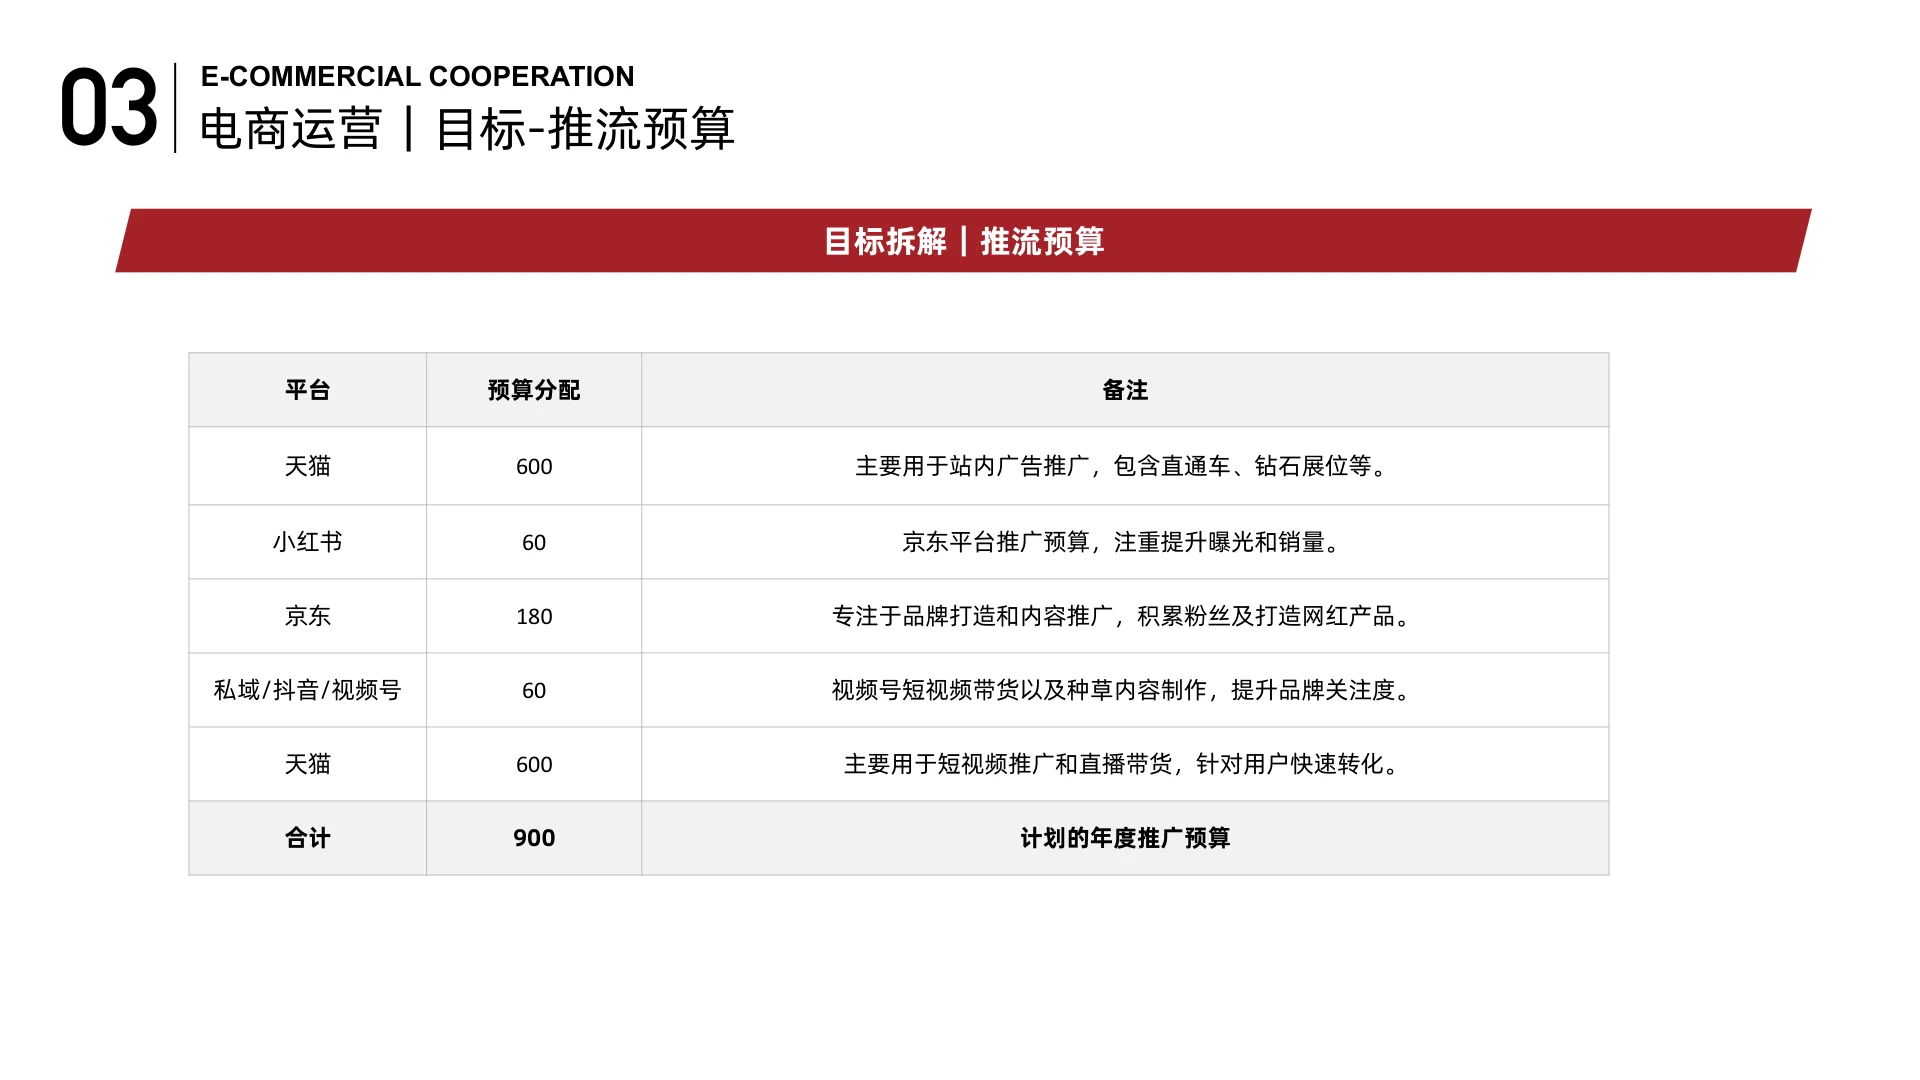 03
E-COMMERCIAL COOPERATION
电商运营｜目标-推流预算
目标拆解｜推流预算
平台 预算分配 备注
天猫 600 主要用于站内广告推广，包含直通车、钻石展位等。
小红书 60 京东平台推广预算，注重提升曝光和销量。
京东 180 专注于品牌打造和内容推广，积累粉丝及打造网红产品。
私域/抖音/视频号 60 视频号短视频带货以及种草内容制作，提升品牌关注度。
天猫 600 主要用于短视频推广和直播带货，针对用户快速转化。
合计 900 计划的年度推广预算